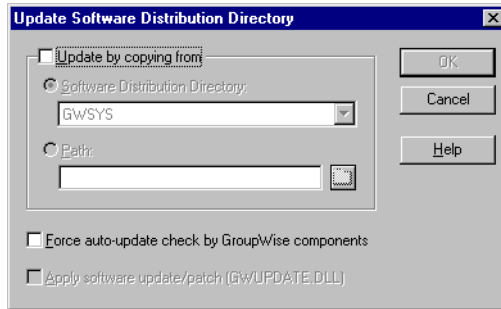 Update Software Distribution Directory
Update by copying from
OK
Software Distribution Directory:
GWSYS
Cancel
Path:
Help
Force auto-update check by GroupWise components
Apply software update/patch (GWUPDATE.DLL)